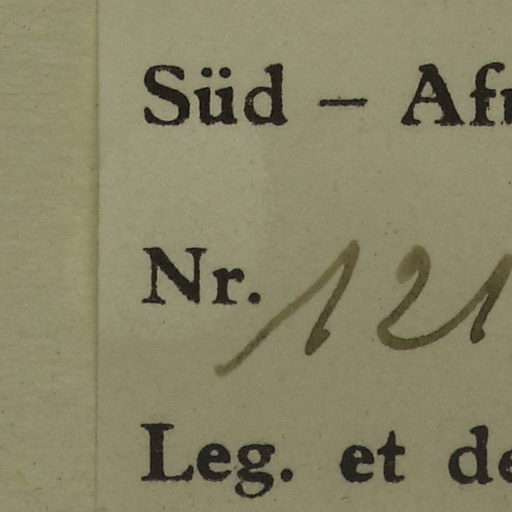 Süd – Af
Nr. 121
Leg. et de